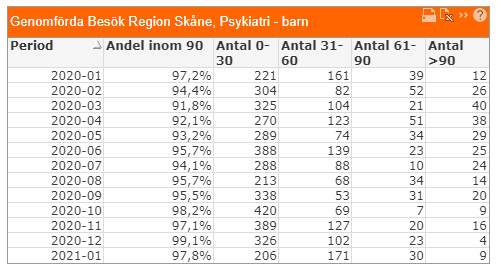 Genomförda Besök Region Skåne, Psykiatri - barn
Period Andel inom 90 Antal 0-30 Antal 31-60 Antal 61-90 Antal >90
2020-01 97,2% 221 161 39 12
2020-02 94,4% 304 82 52 26
2020-03 91,8% 325 104 21 40
2020-04 92,1% 270 123 51 38
2020-05 93,2% 289 74 34 29
2020-06 95,7% 388 139 23 25
2020-07 94,1% 288 88 10 24
2020-08 95,7% 213 68 34 14
2020-09 95,5% 338 53 31 20
2020-10 98,2% 420 69 7 9
2020-11 97,1% 389 127 20 16
2020-12 99,1% 326 102 23 4
2021-01 97,8% 206 171 30 9